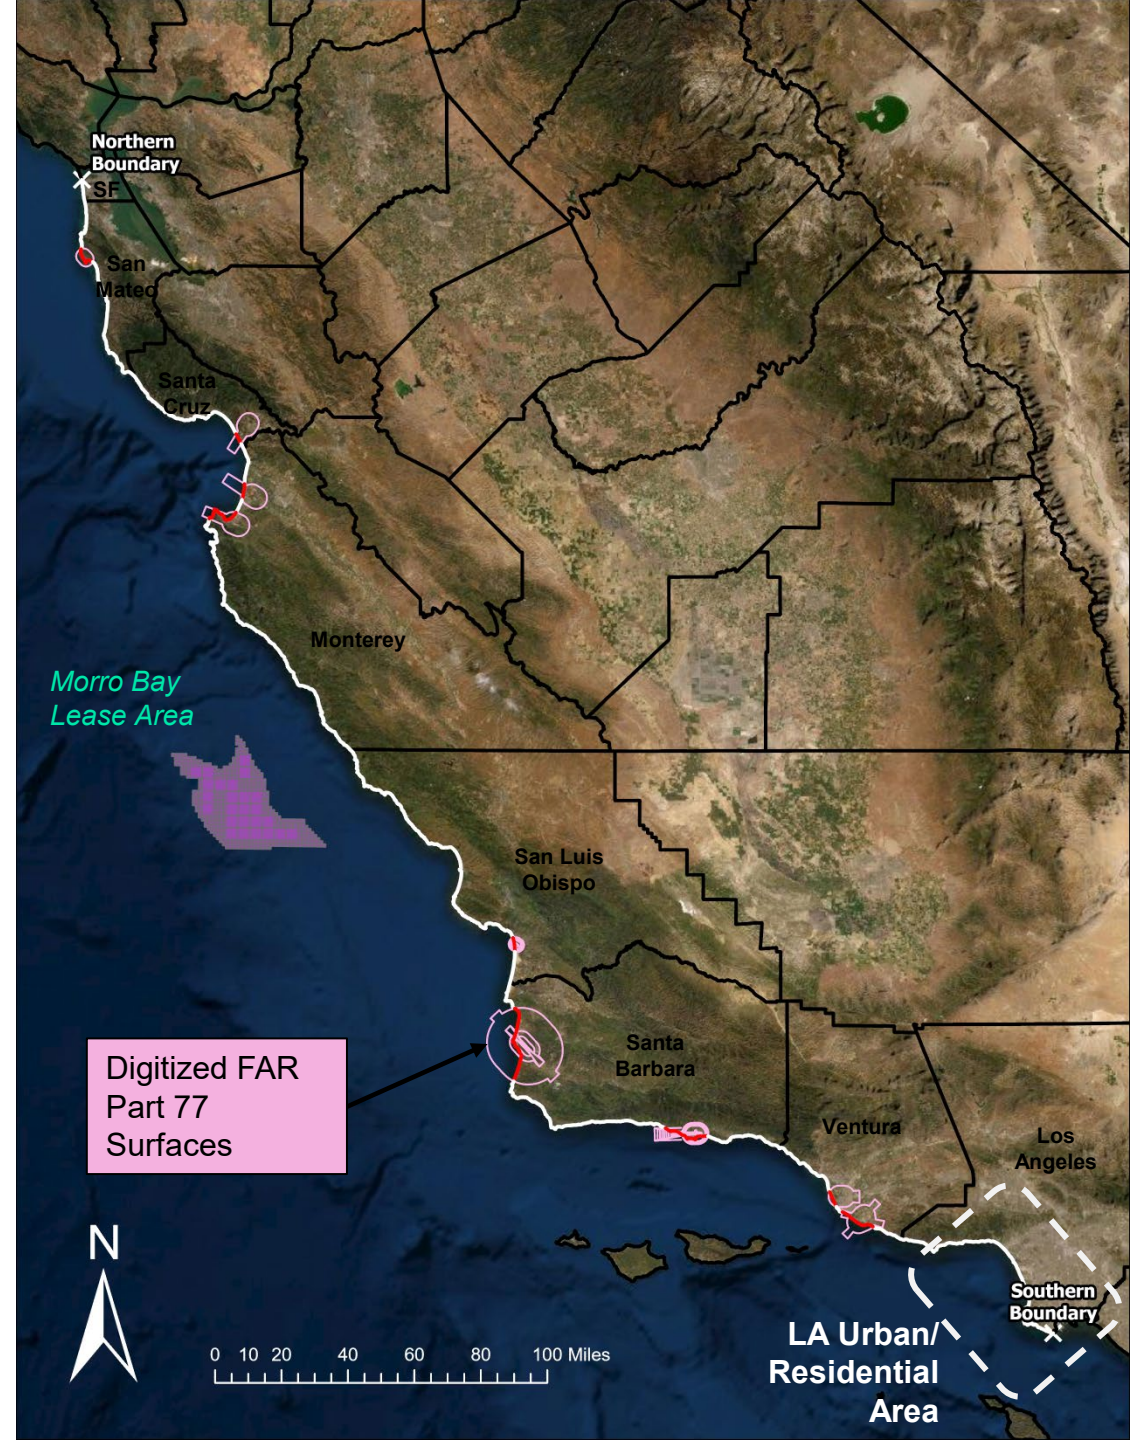 Northern
Boundary
SF
San
Mateo
Santa
Cruz
Monterey
Morro Bay
Lease Area
San Luis
Obispo
Digitized FAR
Part 77
Surfaces
Santa
Barbara
Ventura
Los
Angeles
N
Southern
Boundary
LA Urban/
Residential
Area
0 10 20 40 60 80 100 Miles